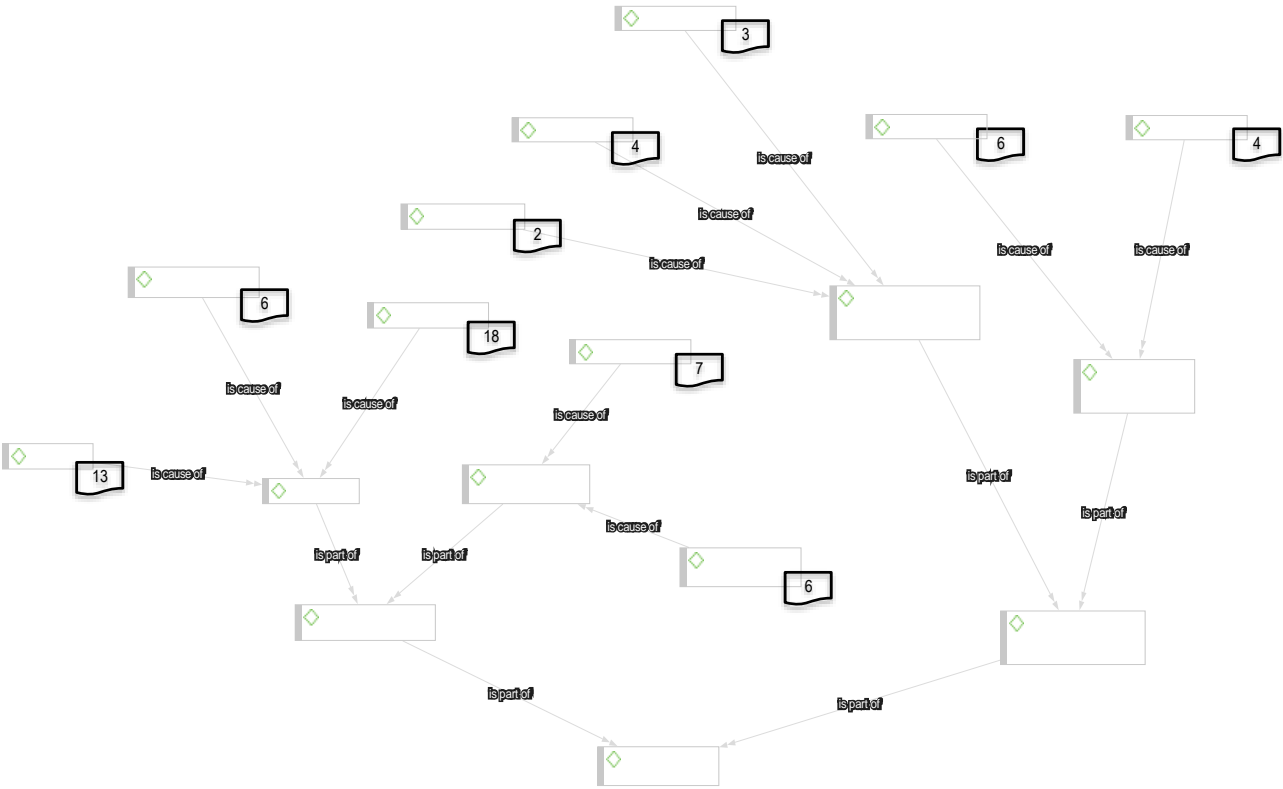 3
4
6
4
is cause of
2
is cause of
is cause of
is cause of
is cause of
6
18
7
is cause of
is cause of
is cause of
13
is cause of
is part of
is part of
is cause of
is part of
is part of
6
is part of
is part of